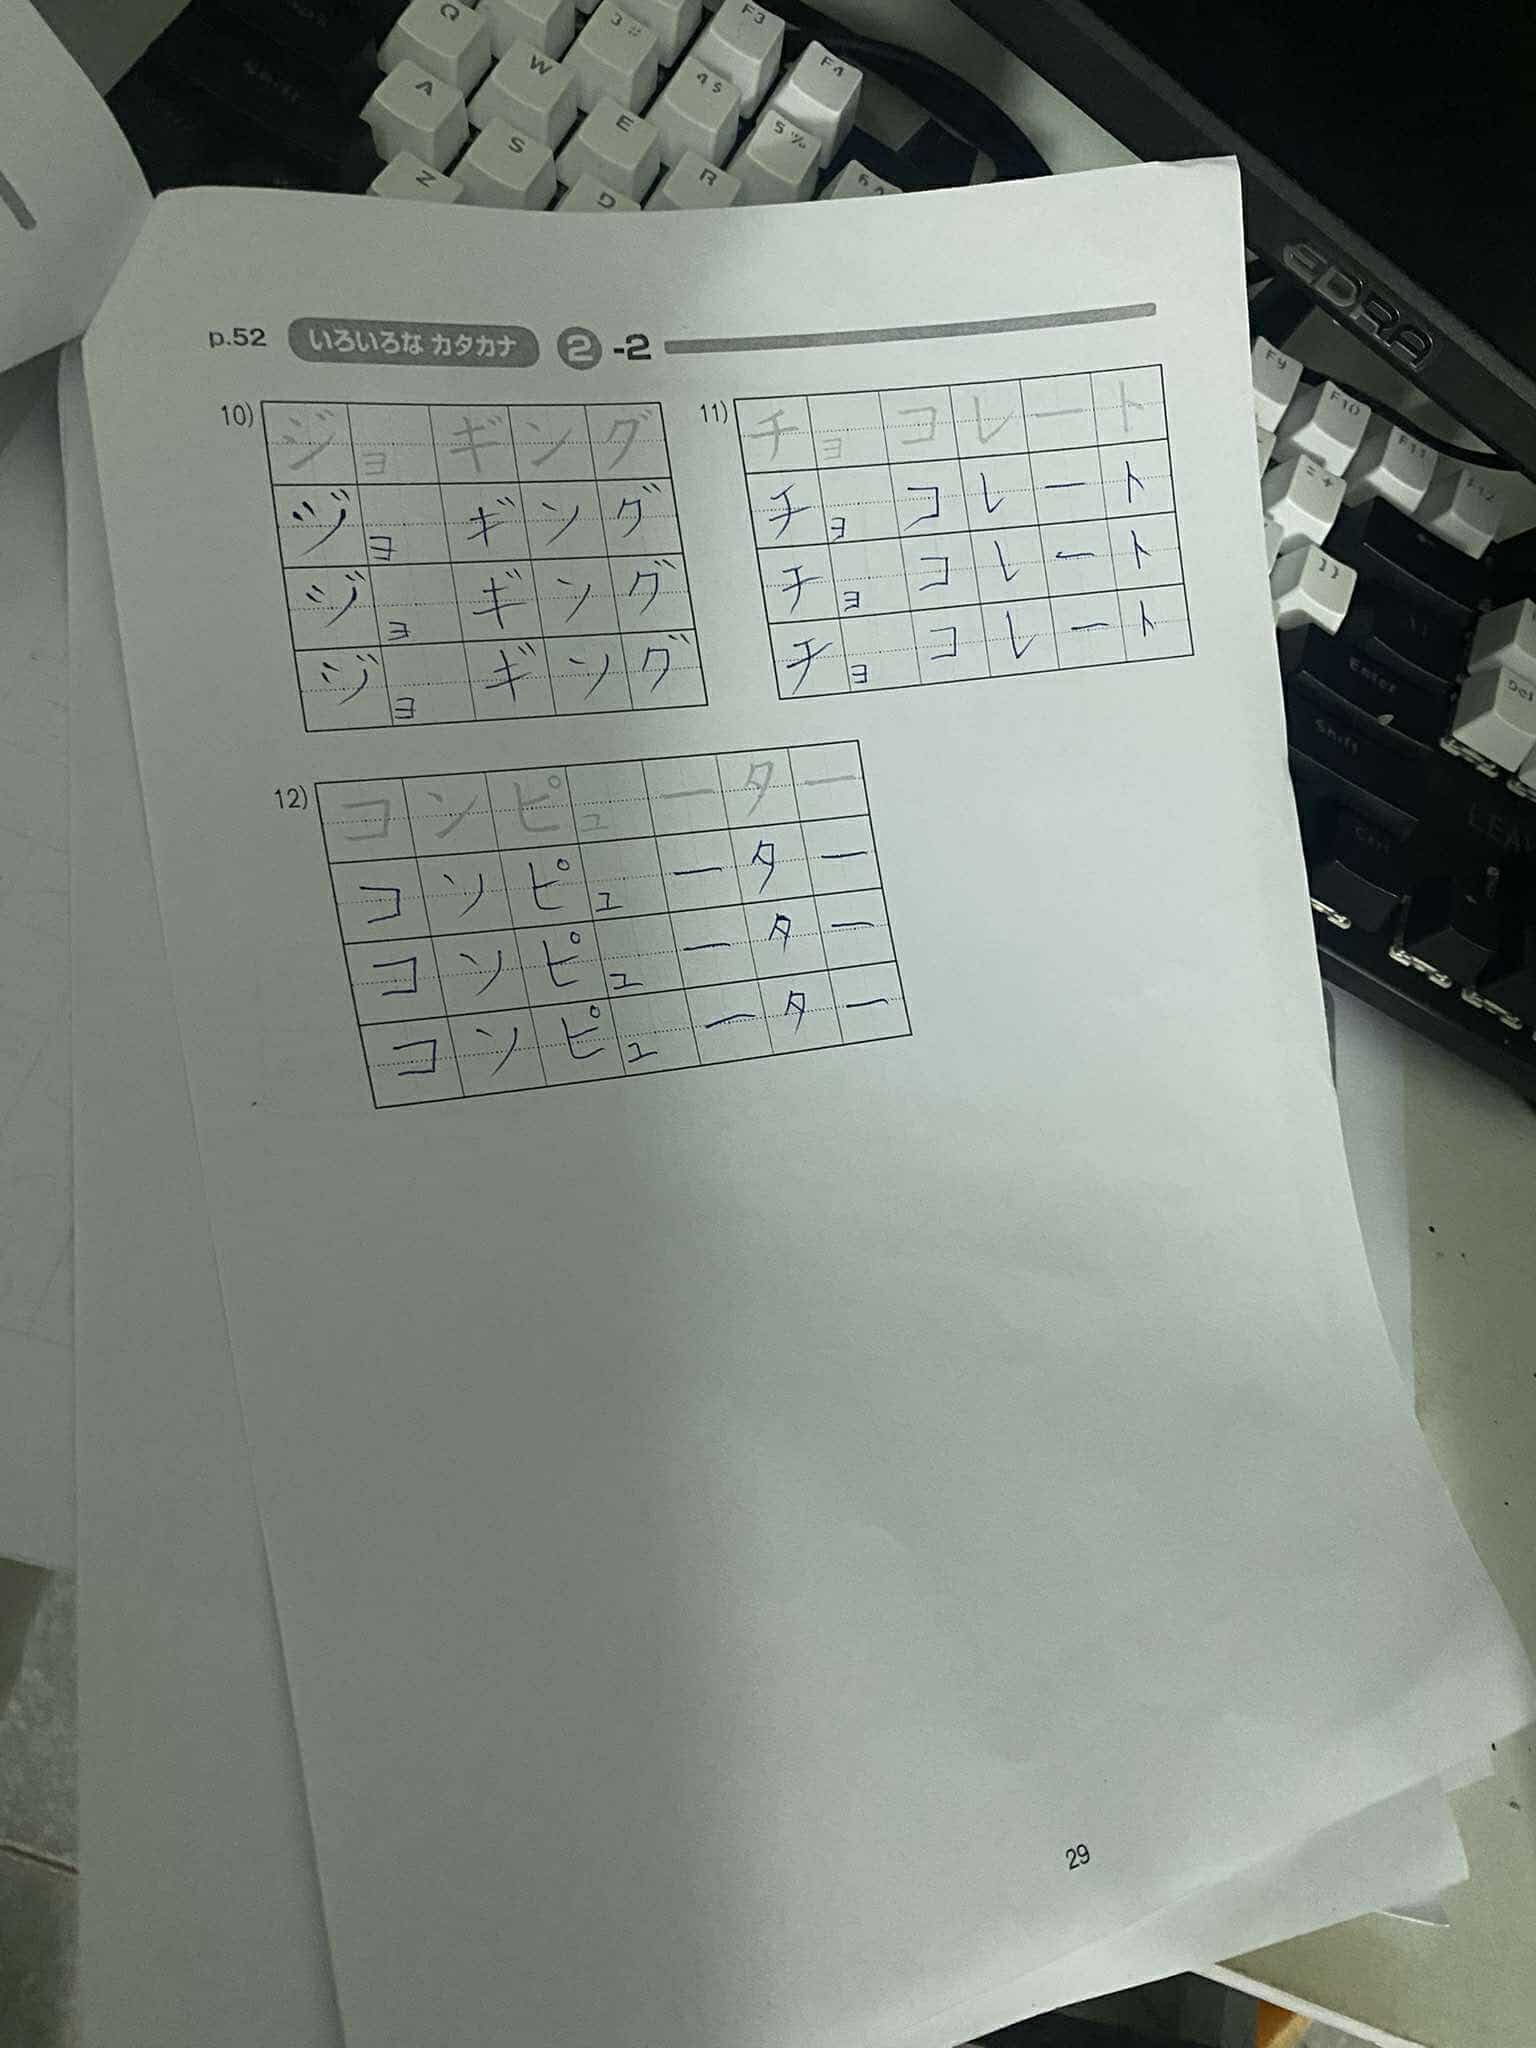 Q
3 #
F3
F4
A
W
4 $
5 %
S
E
Z
D
R
6 ^
EDRA
p.52 いろいろな カタカナ 2 -2
10) ジョギング
ジョギング
ジョギング
ジョギング
11) チョコレート
チョコレート
チョコレート
チョコレート
12) コンピューター
コンピューター
コンピューター
コンピューター
F9
F10
F11
F12
= +
Enter
Shift
Del
29